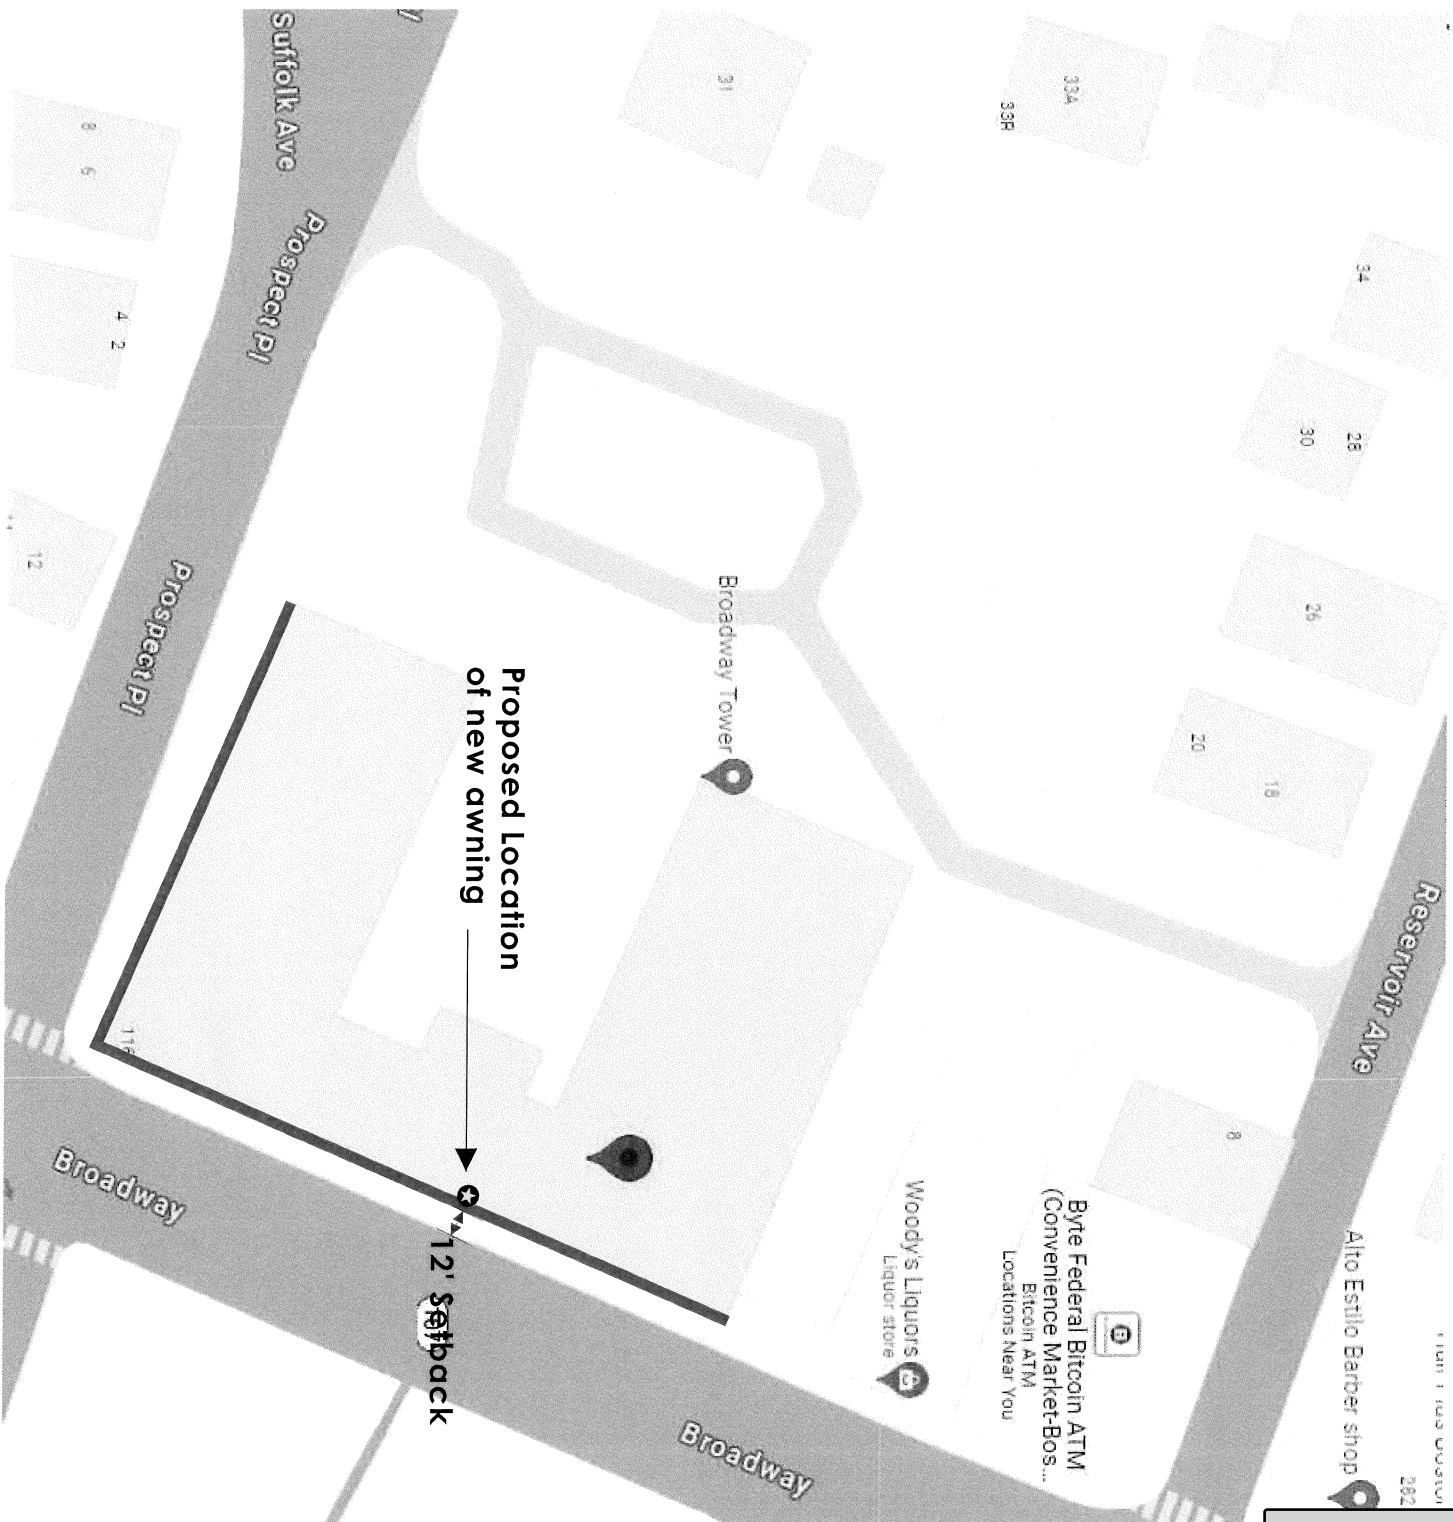 Suffolk Ave
Prospect Pl
Prospect Pl
8
6
4
2
12
31
33A
33R
34
28
30
26
20
18
8
Reservoir Ave
Broadway Tower
Proposed Location
of new awning
116
12' Setback
Broadway
Broadway
Woody's Liquors
Liquor store
Byte Federal Bitcoin ATM
(Convenience Market-Bos...
Bitcoin ATM
Locations Near You
Alto Estilo Barber shop
282